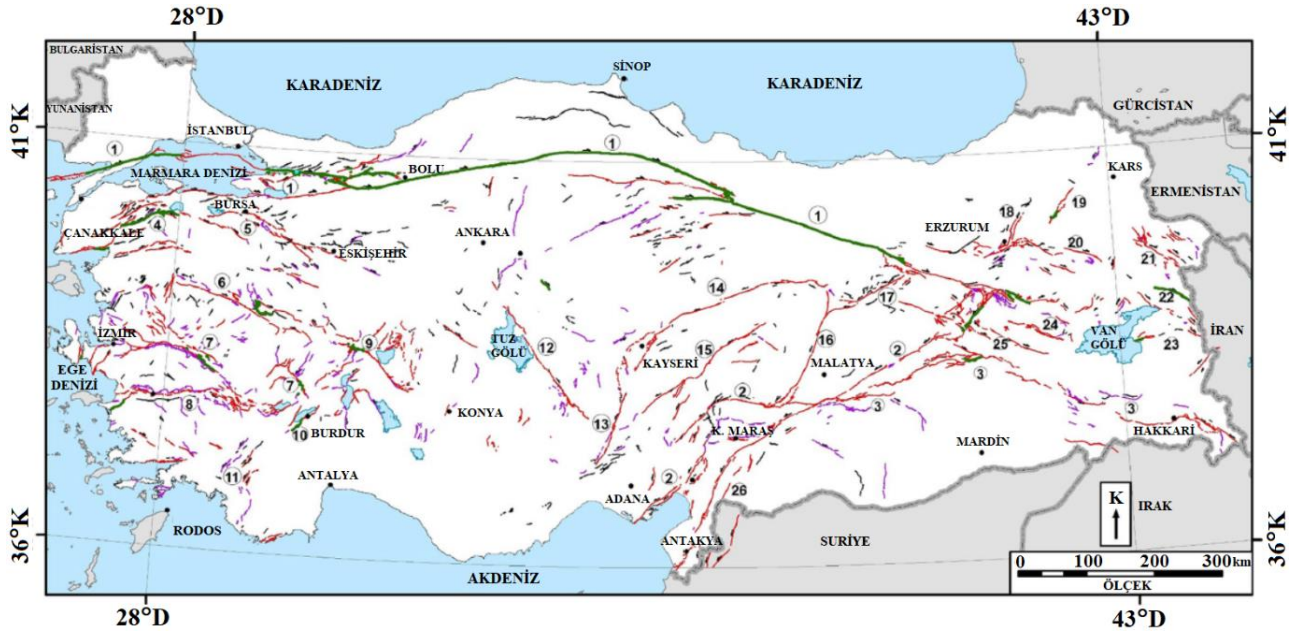 28°D
43°D
BULGARİSTAN
SİNOP
KARADENİZ
KARADENİZ
GÜRCİSTAN
YUNANİSTAN
41°K
41°K
İSTANBUL
1
1
MARMARA DENİZİ
1
BOLU
KARS
ERMENİSTAN
BURSA
4
5
ÇANAKKALE
ANKARA
ESKİŞEHİR
1
ERZURUM
18
19
20
21
6
14
17
22
İRAN
İZMİR
7
9
TUZ
GÖLÜ
12
KAYSERİ
15
16
MALATYA
2
24
25
VAN
GÖLÜ
23
EGE
DENİZİ
7
8
3
10
BURDUR
KONYA
13
2
3
K. MARAŞ
3
HAKKARİ
MARDİN
11
ANTALYA
ADANA
2
26
K
IRAK
RODOS
ANTAKYA
SURİYE
36°K
36°K
AKDENİZ
0 100 200 300 km
ÖLÇEK
28°D
43°D